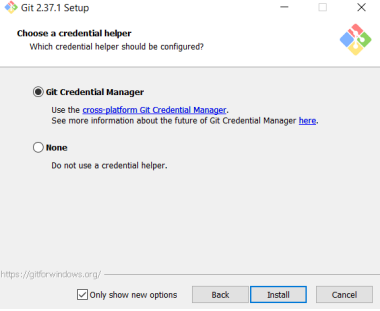 Git 2.37.1 Setup
Choose a credential helper
Which credential helper should be configured?
Git Credential Manager
Use the cross-platform Git Credential Manager.
See more information about the future of Git Credential Manager here.
None
Do not use a credential helper.
https://gitforwindows.org/
Only show new options
Back
Install
Cancel